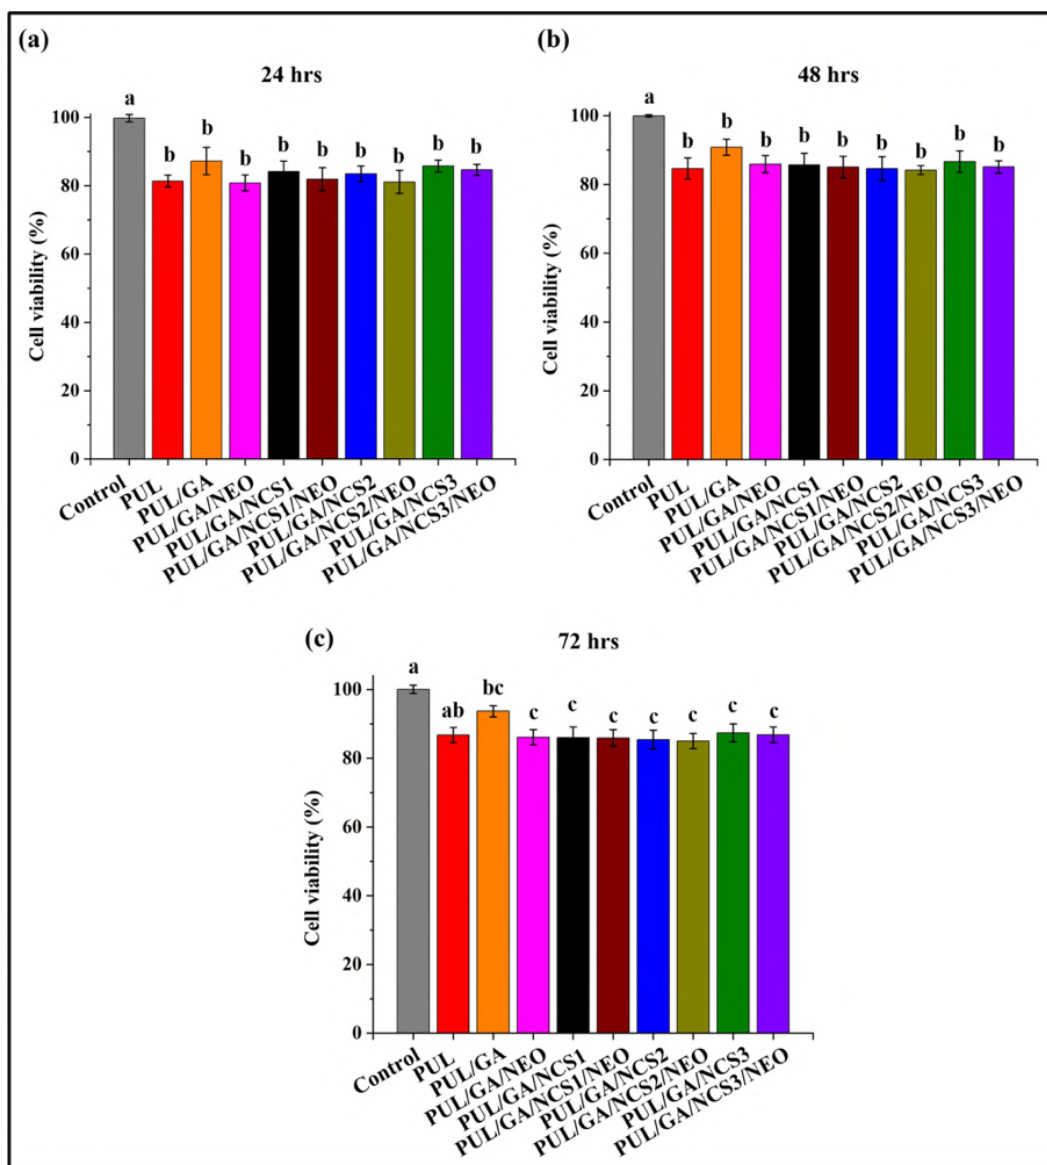 (a)
24 hrs
a
b
b
b
b
b
b
b
b
b
100
80
60
40
20
0
Cell viability (%)
Control
PUL
PUL/GA
PUL/GA/NEO
PUL/GA/NCS1
PUL/GA/NCS1/NEO
PUL/GA/NCS2
PUL/GA/NCS2/NEO
PUL/GA/NCS3
PUL/GA/NCS3/NEO
(b)
48 hrs
a
b
b
b
b
b
b
b
b
b
100
80
60
40
20
0
Cell viability (%)
Control
PUL
PUL/GA
PUL/GA/NEO
PUL/GA/NCS1
PUL/GA/NCS1/NEO
PUL/GA/NCS2
PUL/GA/NCS2/NEO
PUL/GA/NCS3
PUL/GA/NCS3/NEO
(c)
72 hrs
a
ab
bc
c
c
c
c
c
c
c
100
80
60
40
20
0
Cell viability (%)
Control
PUL
PUL/GA
PUL/GA/NEO
PUL/GA/NCS1
PUL/GA/NCS1/NEO
PUL/GA/NCS2
PUL/GA/NCS2/NEO
PUL/GA/NCS3
PUL/GA/NCS3/NEO